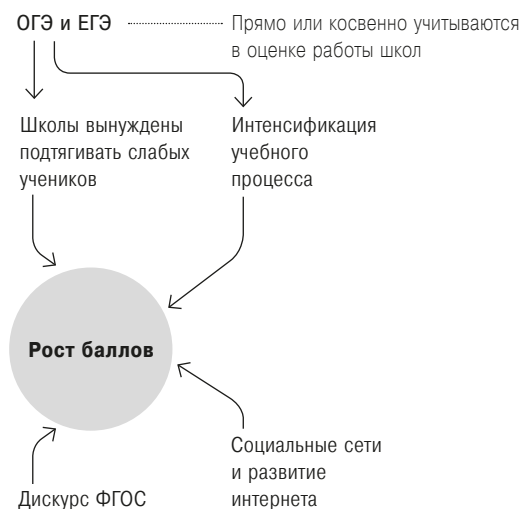 ОГЭ и ЕГЭ
Прямо или косвенно учитываются
в оценке работы школ
Школы вынуждены
подтягивать слабых
учеников
Интенсификация
учебного
процесса
Рост баллов
Социальные сети
и развитие
интернета
Дискурс ФГОС